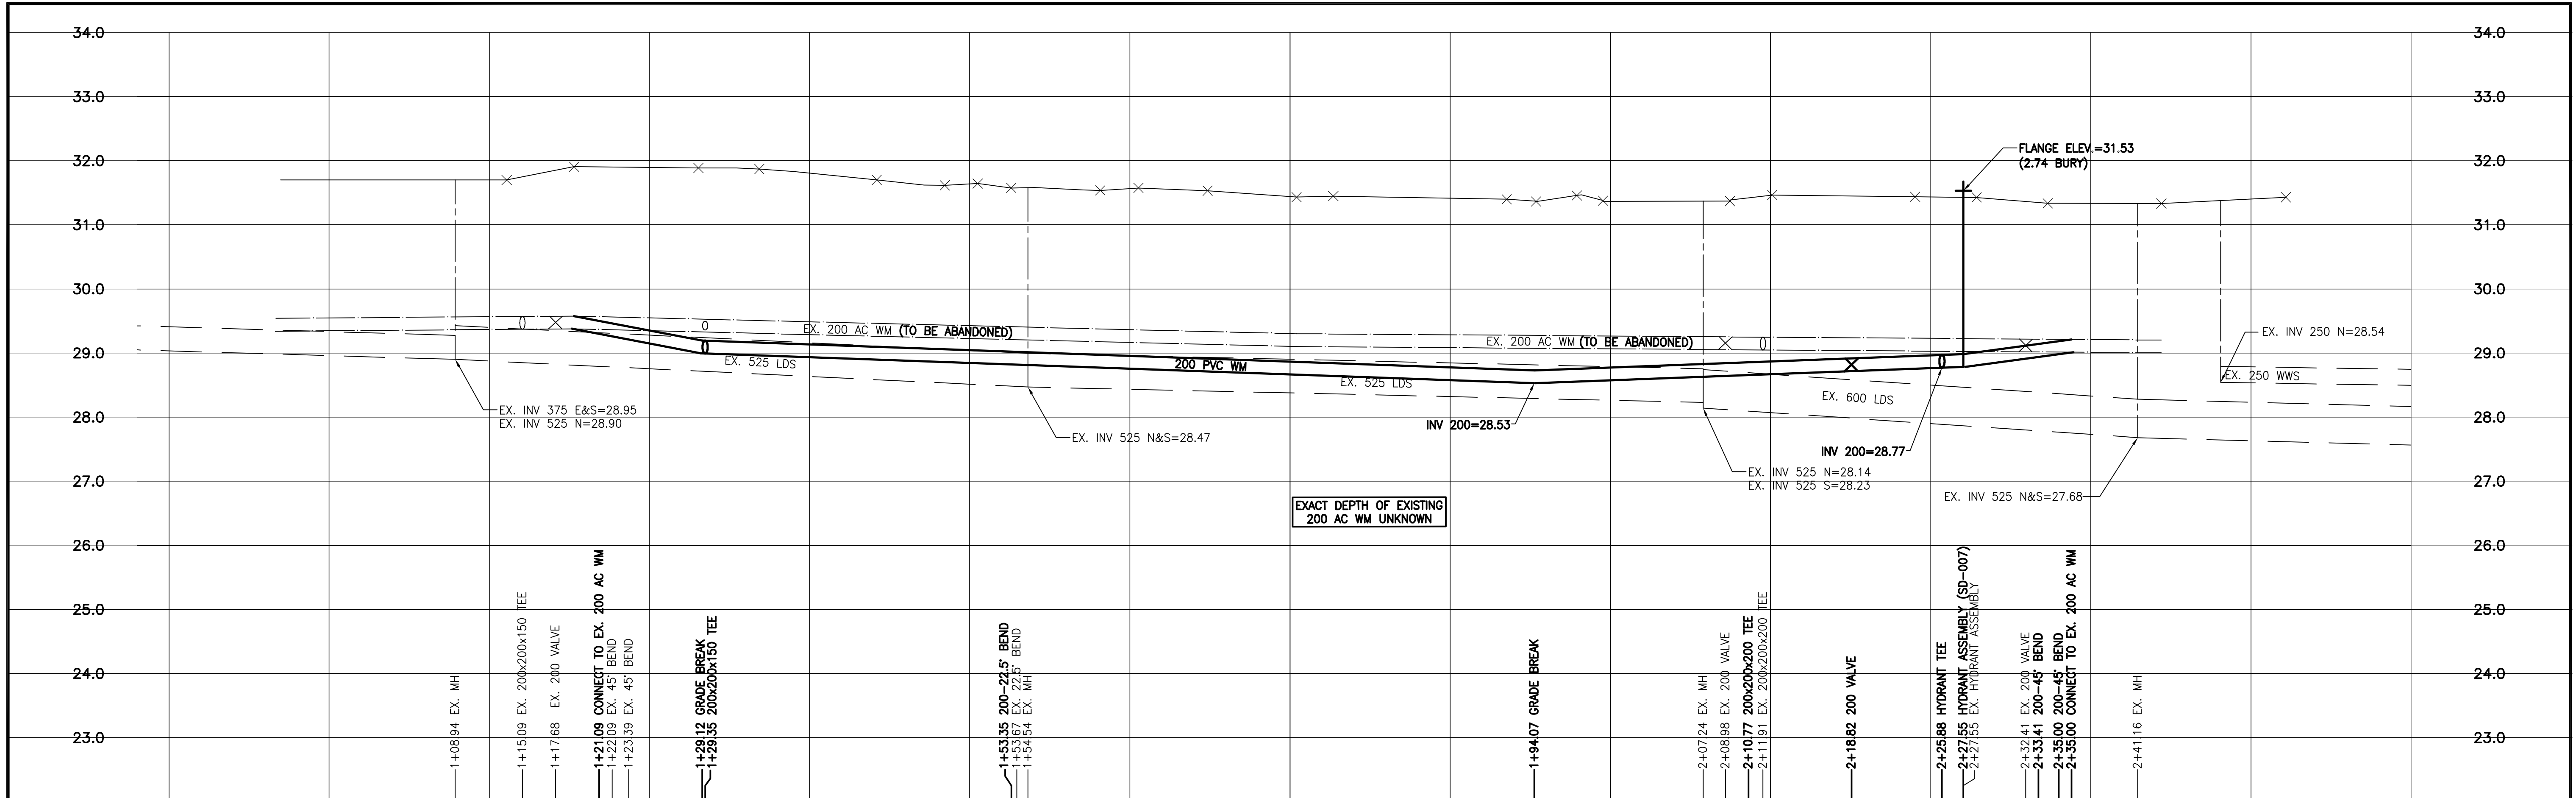 34.0
34.0
33.0
33.0
32.0
32.0
FLANGE ELEV.=31.53
(2.74 BURY)
31.0
31.0
30.0
30.0
EX. 200 AC WM (TO BE ABANDONED)
EX. 200 AC WM (TO BE ABANDONED)
EX. INV 250 N=28.54
29.0
29.0
EX. 525 LDS
200 PVC WM
EX. 525 LDS
EX. 600 LDS
EX. 250 WWS
EX. INV 375 E&S=28.95
EX. INV 525 N=28.90
28.0
28.0
EX. INV 525 N&S=28.47
INV 200=28.53
INV 200=28.77
EX. INV 525 N=28.14
EX. INV 525 S=28.23
27.0
27.0
EX. INV 525 N&S=27.68
EXACT DEPTH OF EXISTING
200 AC WM UNKNOWN
26.0
26.0
25.0
25.0
24.0
24.0
23.0
23.0
1+08.94 EX. MH
1+15.09 EX. 200x200x150 TEE
1+17.68 EX. 200 VALVE
1+21.09 CONNECT TO EX. 200 AC WM
1+22.09 EX. 45° BEND
1+23.39 EX. 45° BEND
1+29.12 GRADE BREAK
1+29.35 200x200x150 TEE
1+53.35 200-22.5° BEND
1+53.67 EX. 22.5° BEND
1+54.54 EX. MH
1+94.07 GRADE BREAK
2+07.24 EX. MH
2+08.98 EX. 200 VALVE
2+10.77 200x200x200 TEE
2+11.91 EX. 200x200x200 TEE
2+18.82 200 VALVE
2+25.88 HYDRANT TEE
2+27.55 HYDRANT ASSEMBLY (SD-007)
2+27.55 EX. HYDRANT ASSEMBLY
2+32.41 EX. 200 VALVE
2+33.41 200-45° BEND
2+35.00 200-45° BEND
2+35.00 CONNECT TO EX. 200 AC WM
2+41.16 EX. MH